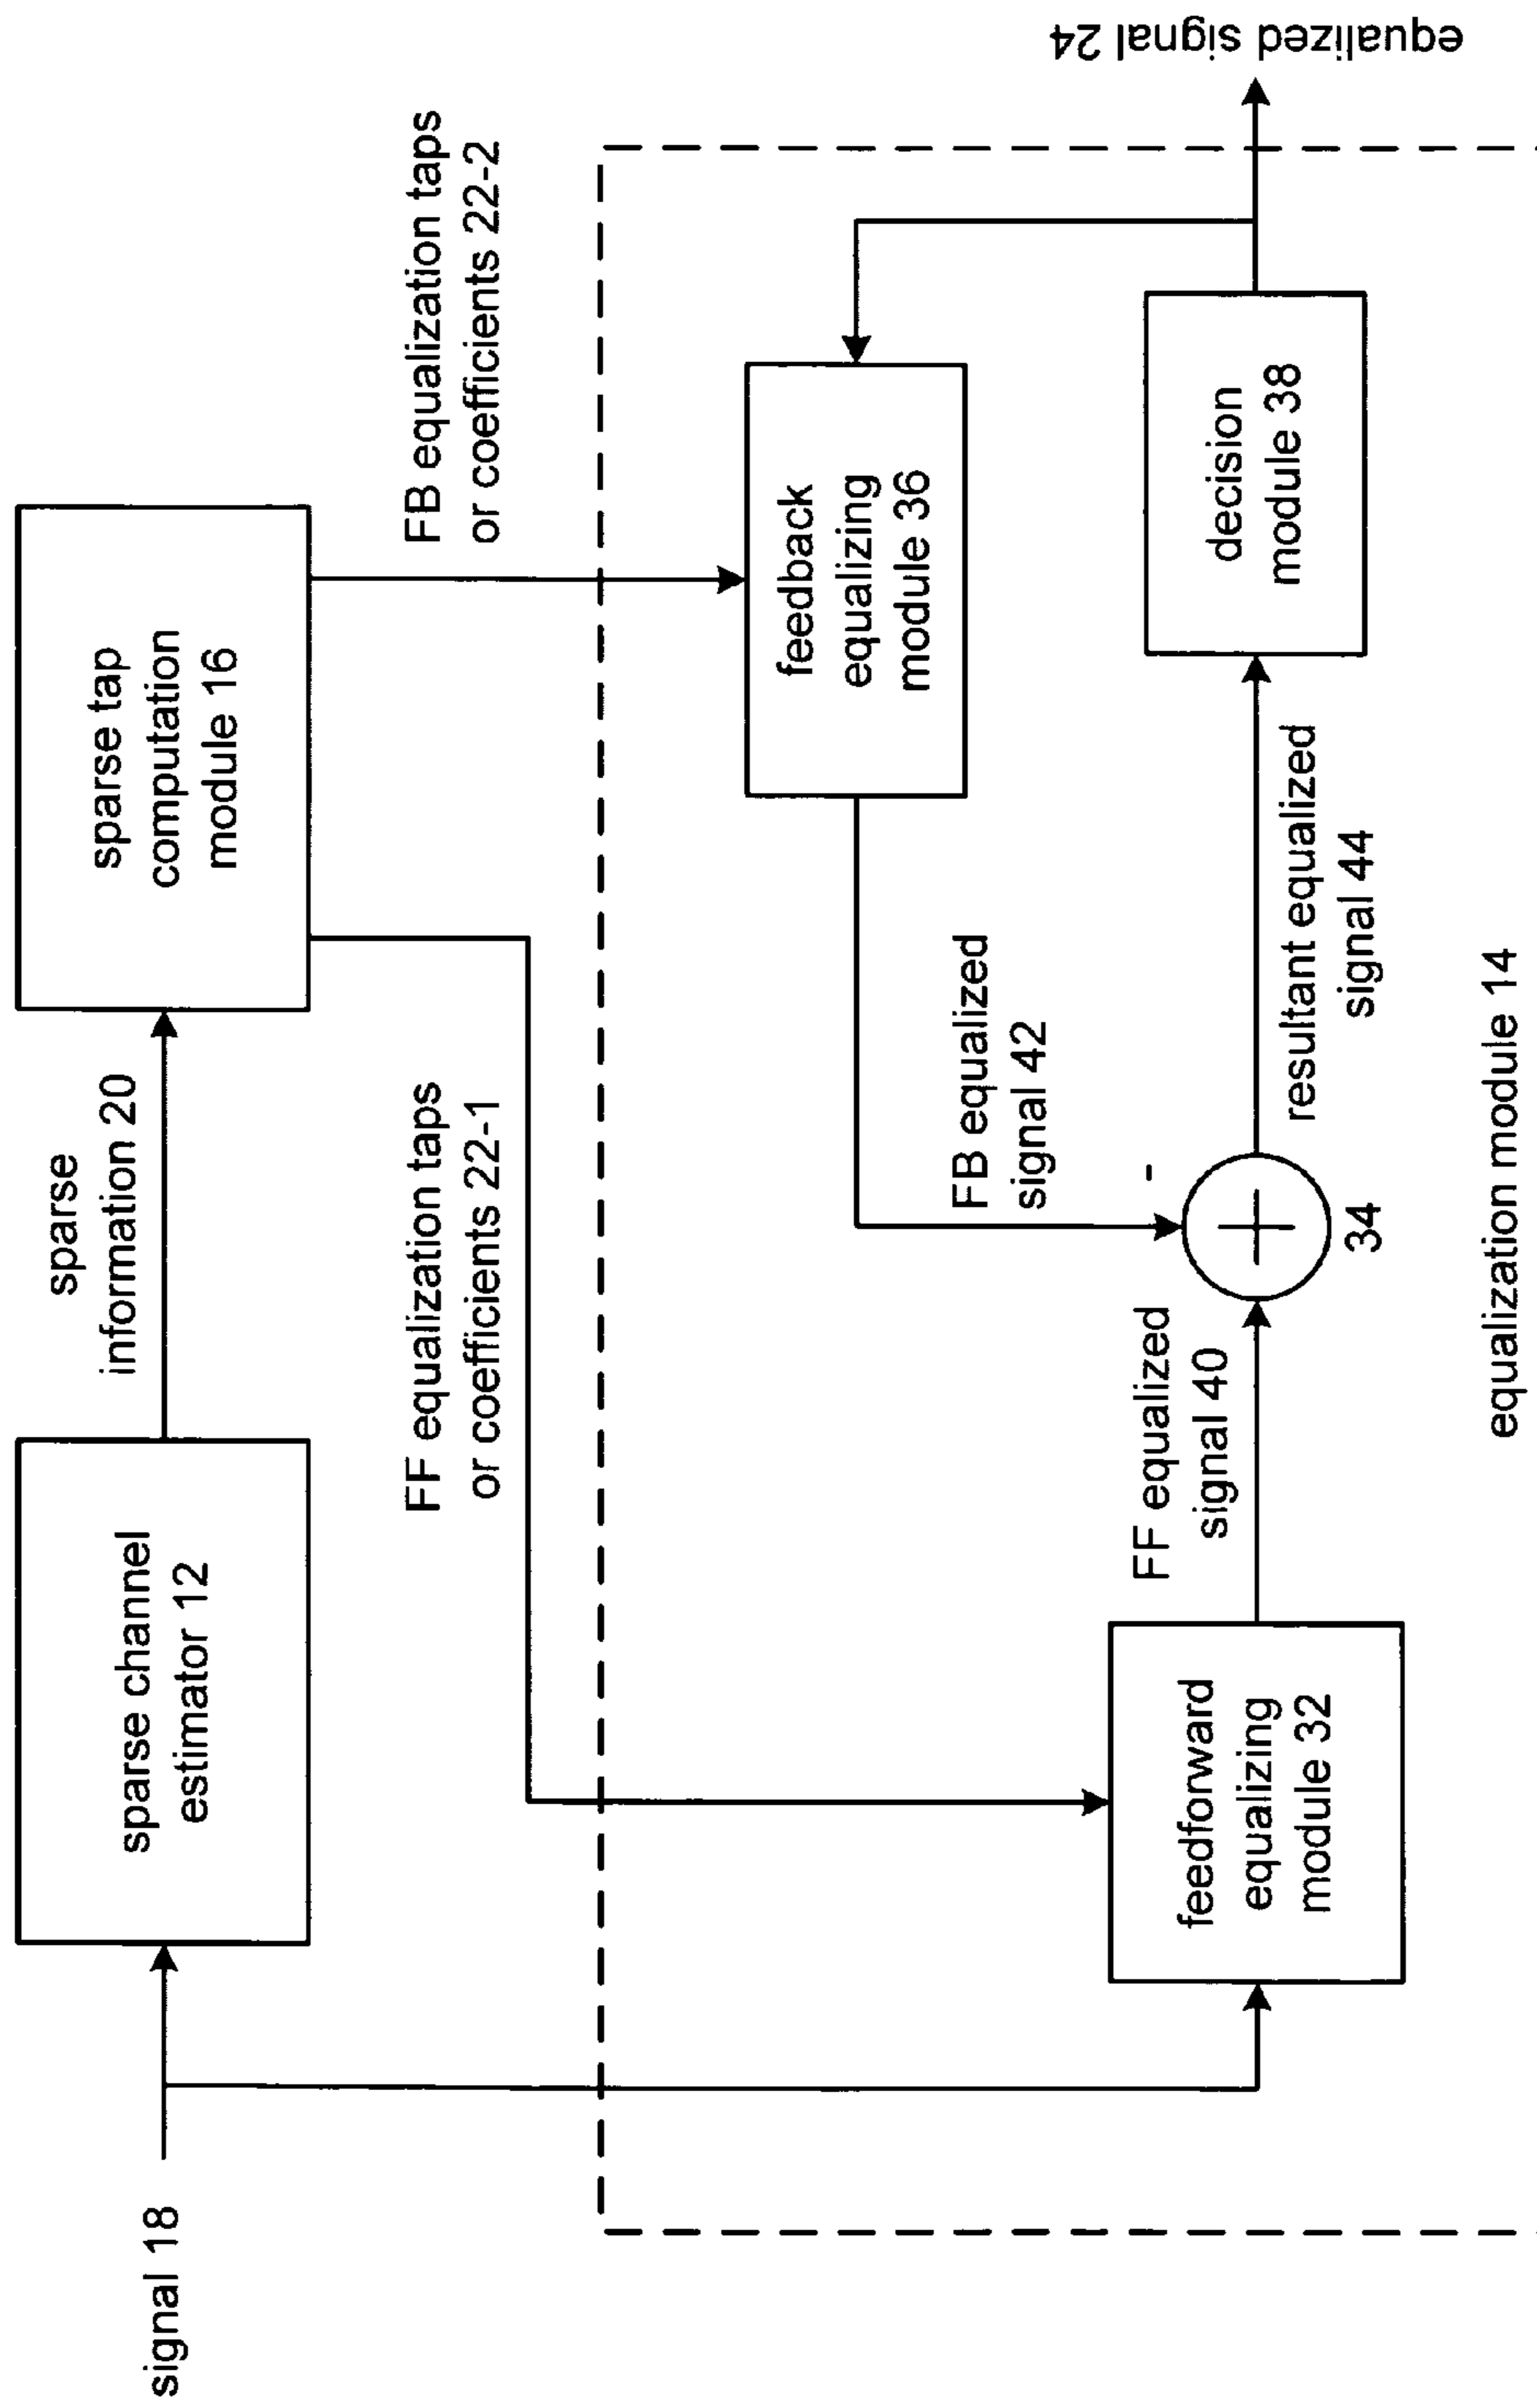 signal 18
sparse channel
estimator 12
sparse
information 20
sparse tap
computation
module 16
FF equalization taps
or coefficients 22-1
FB equalization taps
or coefficients 22-2
feedforward
equalizing
module 32
FF equalized
signal 40
FB equalized
signal 42
-
34
resultant equalized
signal 44
feedback
equalizing
module 36
decision
module 38
equalized signal 24
equalization module 14